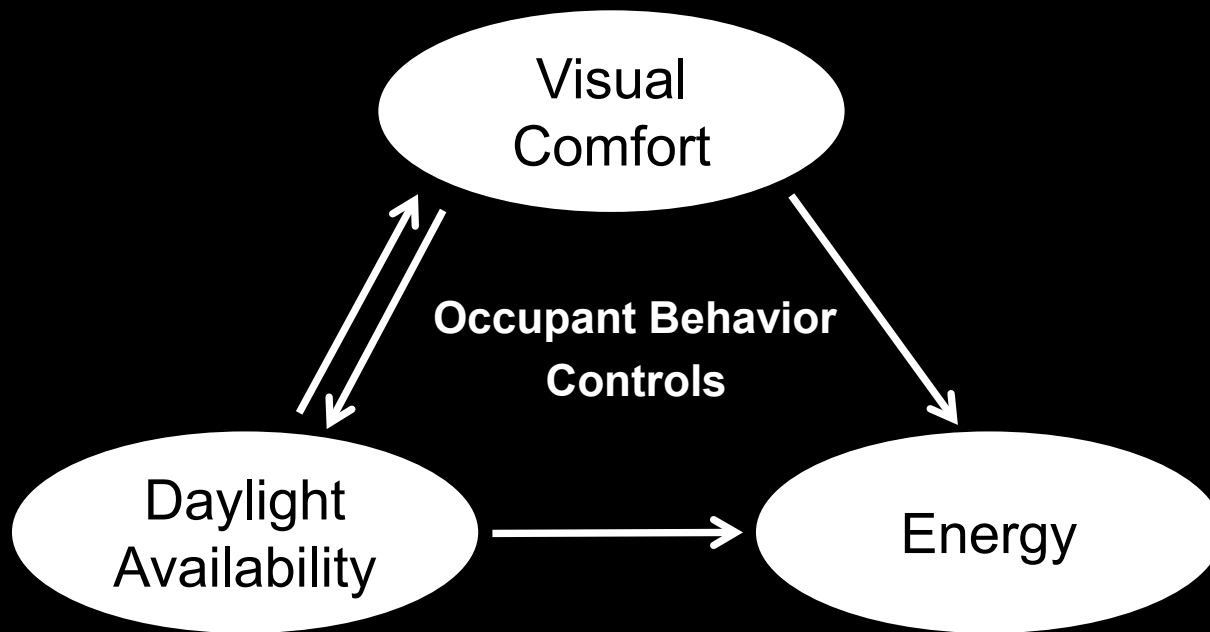 Visual
Comfort
Occupant Behavior
Controls
Daylight
Availability
Energy